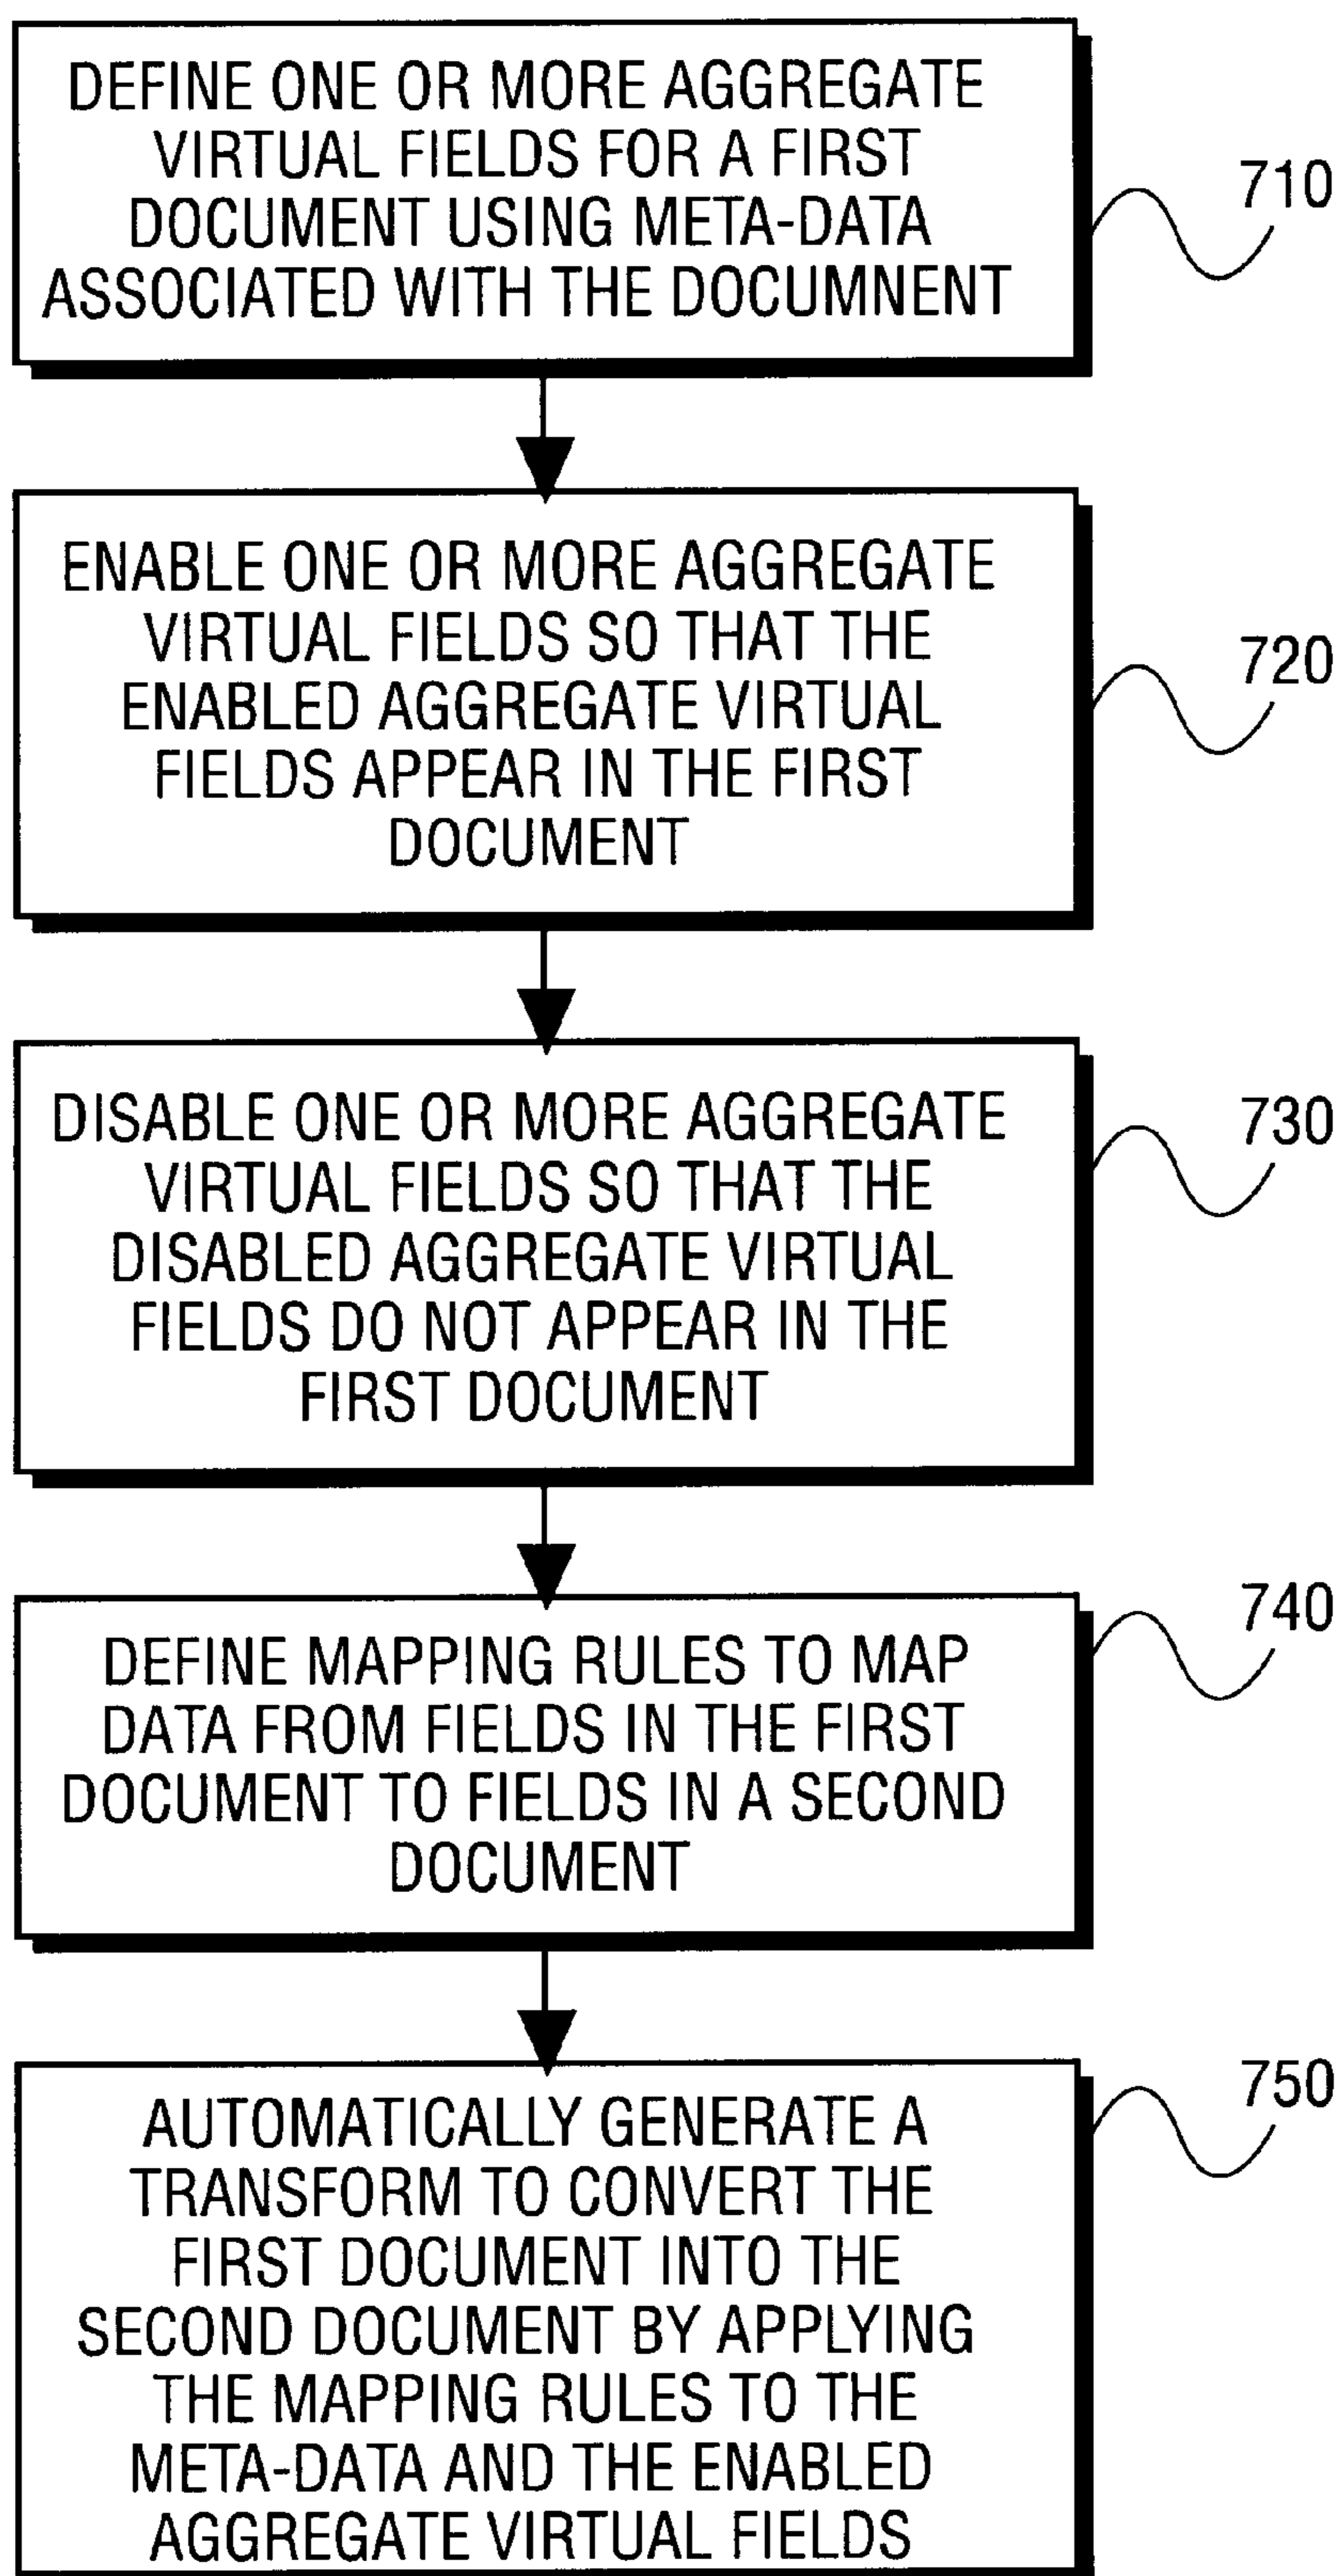 DEFINE ONE OR MORE AGGREGATE
VIRTUAL FIELDS FOR A FIRST
DOCUMENT USING META-DATA
ASSOCIATED WITH THE DOCUMNENT
710
ENABLE ONE OR MORE AGGREGATE
VIRTUAL FIELDS SO THAT THE
ENABLED AGGREGATE VIRTUAL
FIELDS APPEAR IN THE FIRST
DOCUMENT
720
DISABLE ONE OR MORE AGGREGATE
VIRTUAL FIELDS SO THAT THE
DISABLED AGGREGATE VIRTUAL
FIELDS DO NOT APPEAR IN THE
FIRST DOCUMENT
730
DEFINE MAPPING RULES TO MAP
DATA FROM FIELDS IN THE FIRST
DOCUMENT TO FIELDS IN A SECOND
DOCUMENT
740
AUTOMATICALLY GENERATE A
TRANSFORM TO CONVERT THE
FIRST DOCUMENT INTO THE
SECOND DOCUMENT BY APPLYING
THE MAPPING RULES TO THE
META-DATA AND THE ENABLED
AGGREGATE VIRTUAL FIELDS
750